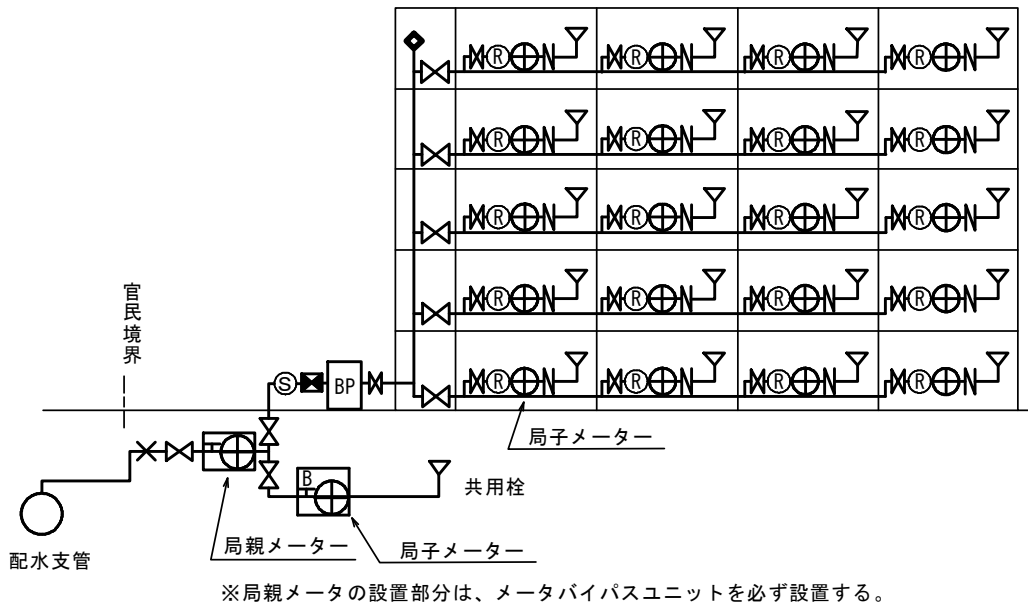 Ⓡ Ⓡ Ⓡ Ⓡ
Ⓡ Ⓡ Ⓡ Ⓡ
Ⓡ Ⓡ Ⓡ Ⓡ
Ⓡ Ⓡ Ⓡ Ⓡ
Ⓡ Ⓡ Ⓡ Ⓡ
官民境界
Ⓢ BP
局子メーター
B
共用栓
配水支管
局親メーター
局子メーター
※局親メータの設置部分は、メータバイパスユニットを必ず設置する。